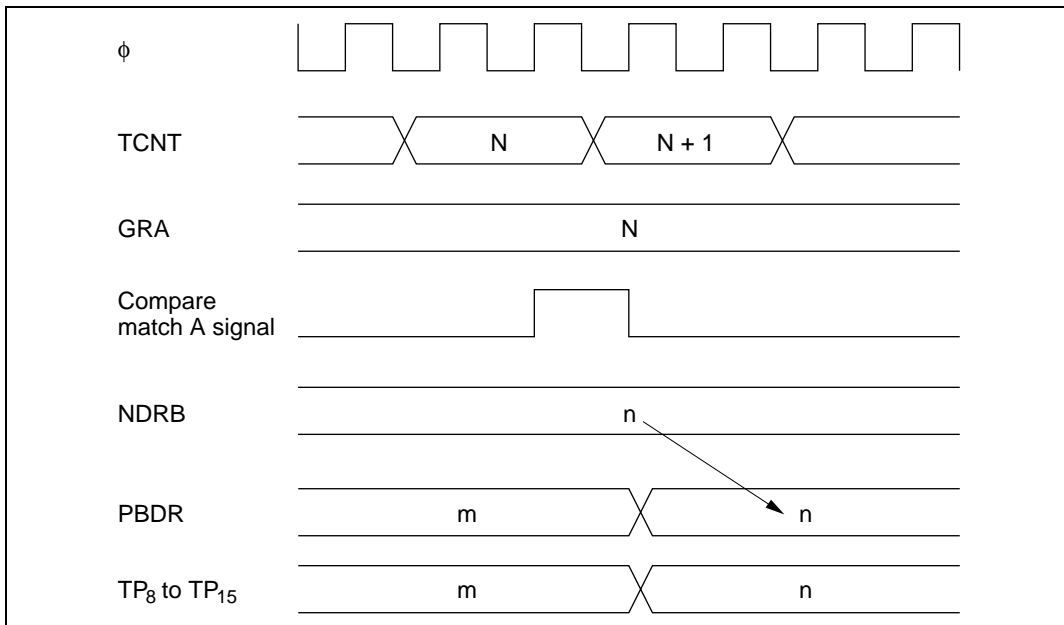 ϕ
TCNT
N
N + 1
GRA
N
Compare
match A signal
NDRB
n
PBDR
m
n
TP8 to TP15
m
n